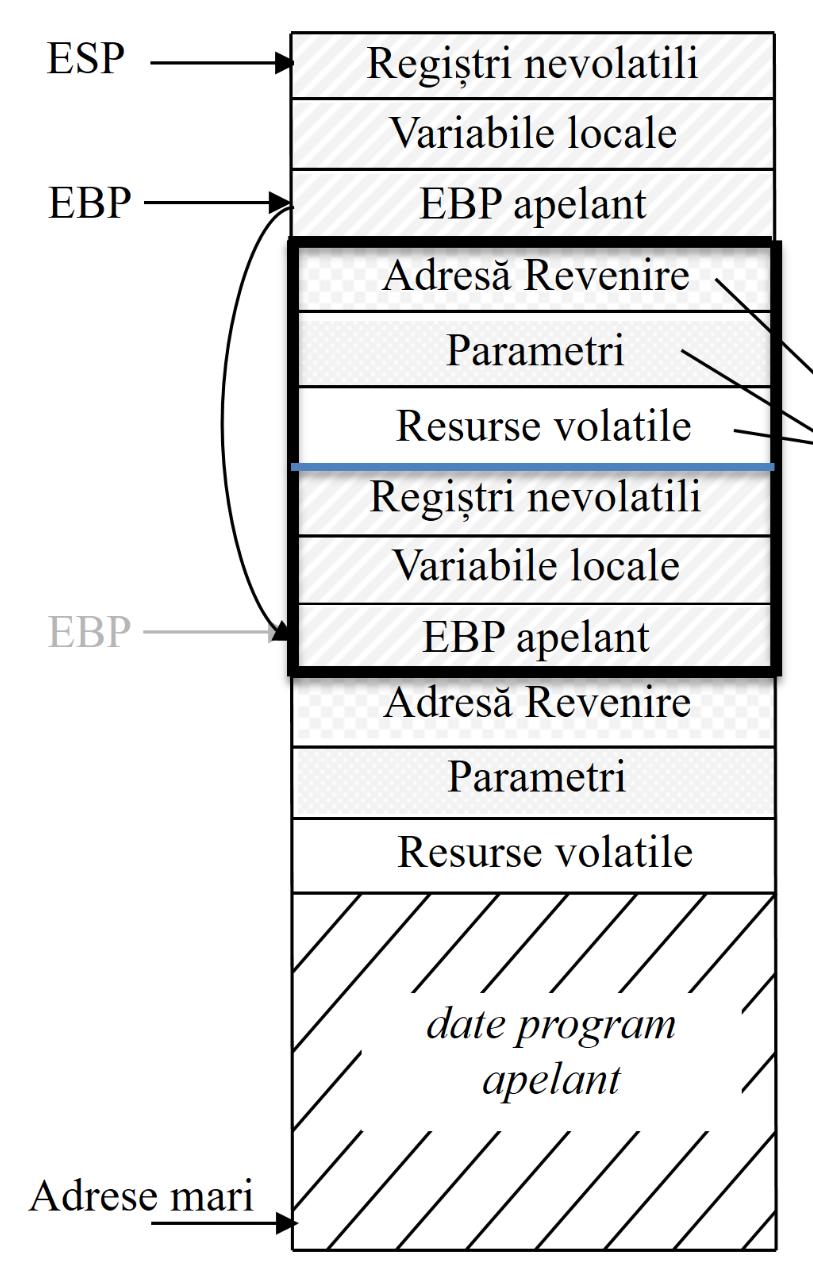 ESP
Regiștri nevolatili
Variabile locale
EBP
EBP apelant
Adresă Revenire
Parametri
Resurse volatile
Regiștri nevolatili
Variabile locale
EBP
EBP apelant
Adresă Revenire
Parametri
Resurse volatile
date program
apelant
Adrese mari